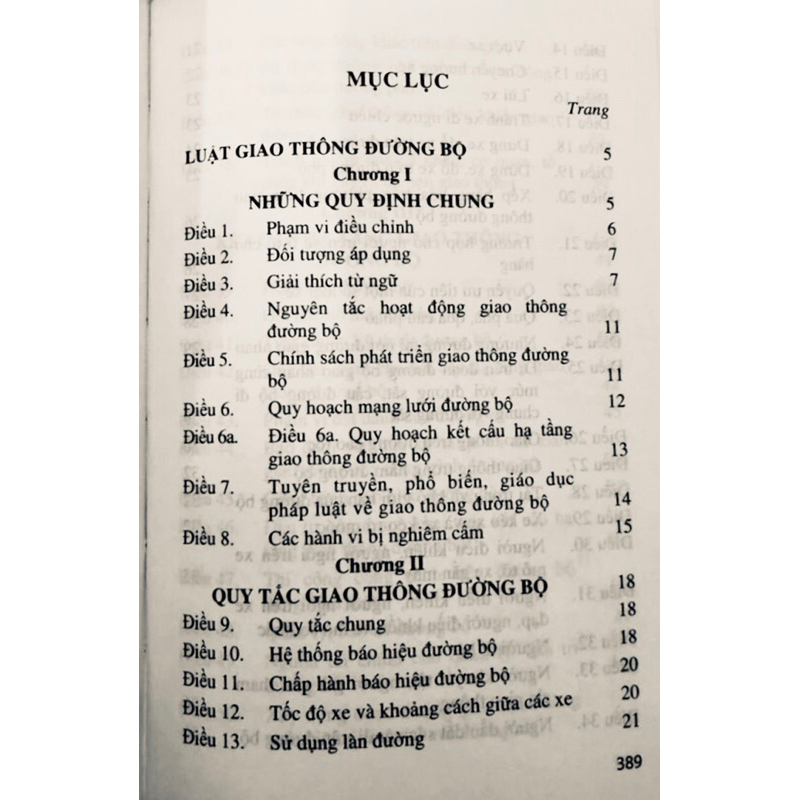 MỤC LỤC
Trang
LUẬT GIAO THÔNG ĐƯỜNG BỘ 5
Chương I
NHỮNG QUY ĐỊNH CHUNG 5
Điều 1. Phạm vi điều chỉnh 6
Điều 2. Đối tượng áp dụng 7
Điều 3. Giải thích từ ngữ 7
Điều 4. Nguyên tắc hoạt động giao thông
đường bộ 11
Điều 5. Chính sách phát triển giao thông đường
bộ 11
Điều 6. Quy hoạch mạng lưới đường bộ 12
Điều 6a. Điều 6a. Quy hoạch kết cấu hạ tầng
giao thông đường bộ 13
Điều 7. Tuyên truyền, phổ biến, giáo dục
pháp luật về giao thông đường bộ 14
Điều 8. Các hành vi bị nghiêm cấm 15
Chương II
QUY TẮC GIAO THÔNG ĐƯỜNG BỘ 18
Điều 9. Quy tắc chung 18
Điều 10. Hệ thống báo hiệu đường bộ 18
Điều 11. Chấp hành báo hiệu đường bộ 20
Điều 12. Tốc độ xe và khoảng cách giữa các xe 20
Điều 13. Sử dụng làn đường 21
389